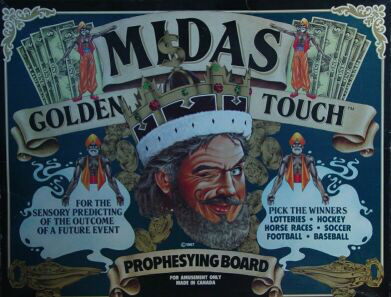 MIDAS
GOLDEN TOUCH™
FOR THE
SENSORY PREDICTING
OF THE OUTCOME
OF A FUTURE EVENT
PICK THE WINNERS
LOTTERIES • HOCKEY
HORSE RACES • SOCCER
FOOTBALL • BASEBALL
©1987
PROPHESYING BOARD
FOR AMUSEMENT ONLY
MADE IN CANADA